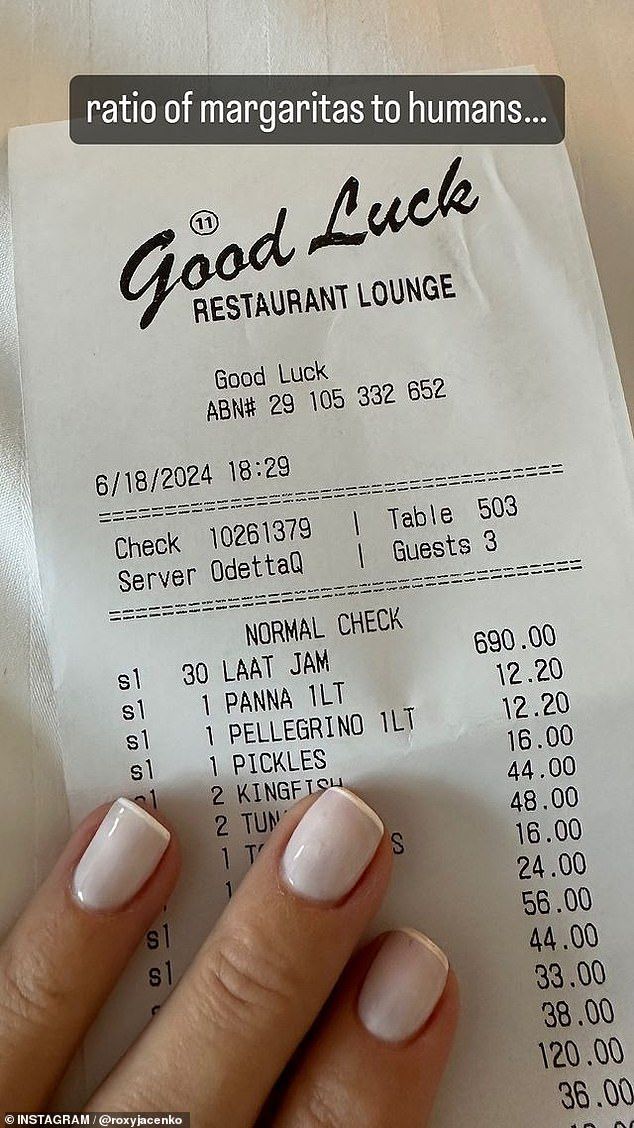 ratio of margaritas to humans...
11
Good Luck
RESTAURANT LOUNGE
Good Luck
ABN# 29 105 332 652
6/18/2024 18:29
Check 10261379 | Table 503
Server OdettaQ | Guests 3
NORMAL CHECK
s1 30 LAAT JAM 690.00
s1 1 PANNA 1LT 12.20
s1 1 PELLEGRINO 1LT 12.20
s1 1 PICKLES 16.00
2 KINGFISH 44.00
2 48.00
1 16.00
24.00
s1 56.00
s1 44.00
33.00
38.00
120.00
36.00
© INSTAGRAM / @roxyjacenko